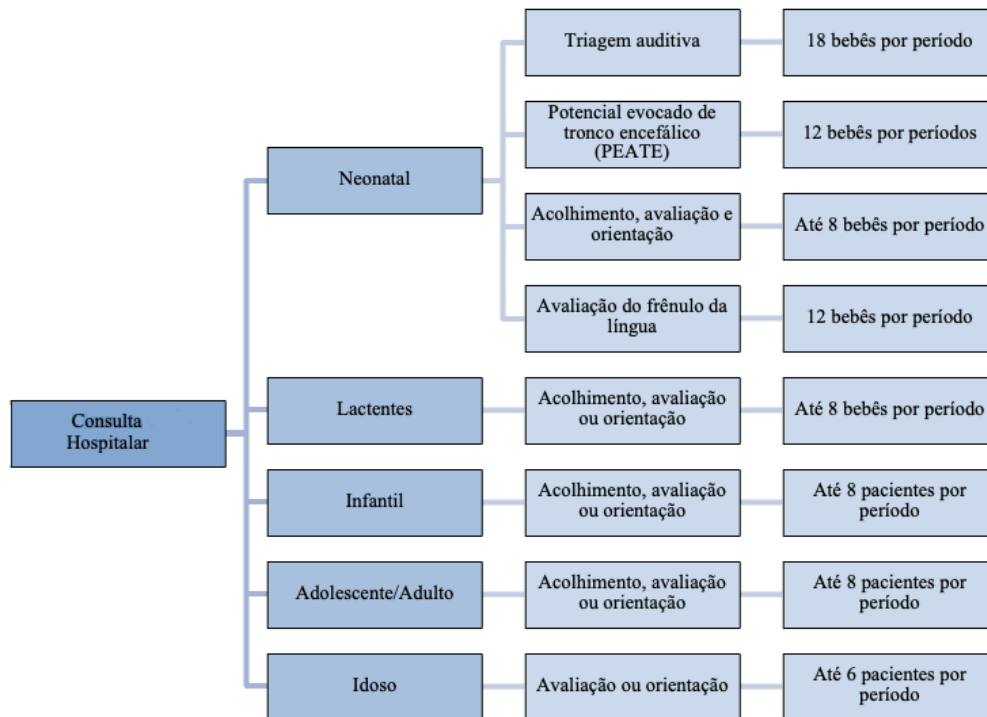 Triagem auditiva
18 bebês por período
Potencial evocado de
tronco encefálico
(PEATE)
12 bebês por períodos
Neonatal
Acolhimento, avaliação e
orientação
Até 8 bebês por período
Avaliação do frênulo da
língua
12 bebês por período
Consulta
Hospitalar
Lactentes
Acolhimento, avaliação
ou orientação
Até 8 bebês por período
Infantil
Acolhimento, avaliação
ou orientação
Até 8 pacientes por
período
Adolescente/Adulto
Acolhimento, avaliação
ou orientação
Até 8 pacientes por
período
Idoso
Avaliação ou orientação
Até 6 pacientes por
período